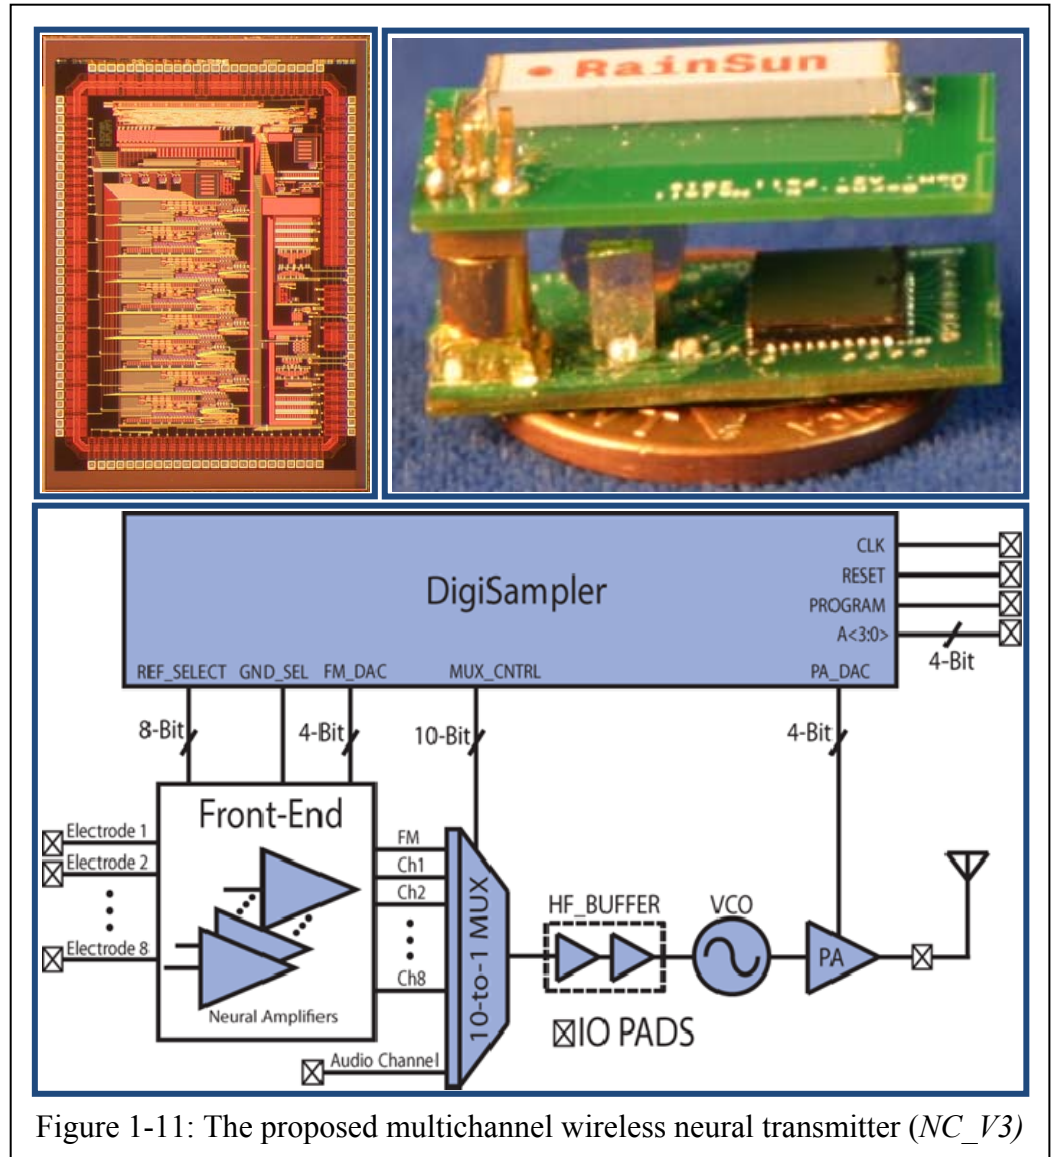 RainSun
DigiSampler
CLK
RESET
PROGRAM
A<3:0>
4-Bit
REF_SELECT GND_SEL FM_DAC MUX_CNTRL PA_DAC
8-Bit 4-Bit 10-Bit 4-Bit
Front-End
Electrode 1
Electrode 2
Electrode 8
Neural Amplifiers
FM
Ch1
Ch2
Ch8
10-to-1 MUX
Audio Channel
HF_BUFFER
VCO
PA
IO PADS
Figure 1-11: The proposed multichannel wireless neural transmitter (NC_V3)